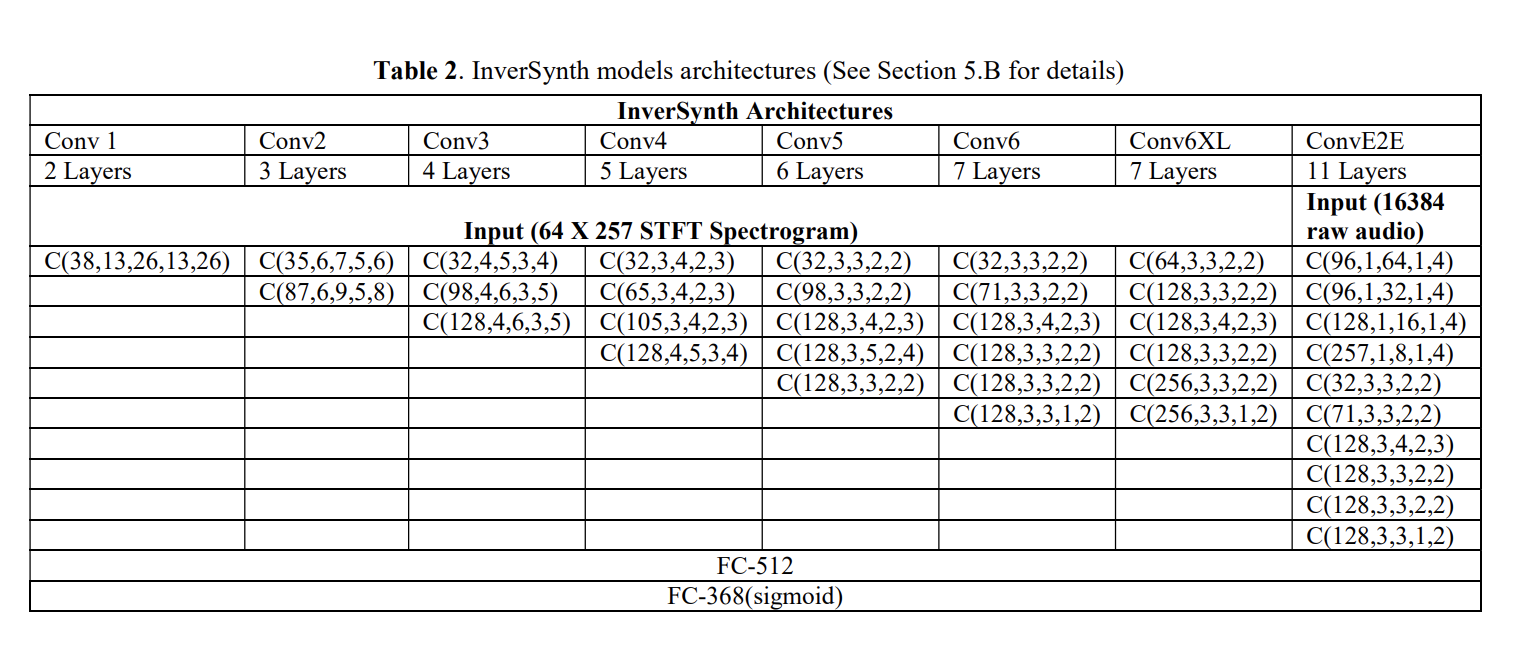 Table 2. InverSynth models architectures (See Section 5.B for details)
InverSynth Architectures
Conv 1 Conv2 Conv3 Conv4 Conv5 Conv6 Conv6XL ConvE2E
2 Layers 3 Layers 4 Layers 5 Layers 6 Layers 7 Layers 7 Layers 11 Layers
Input (64 X 257 STFT Spectrogram) Input (16384
raw audio)
C(38,13,26,13,26) C(35,6,7,5,6) C(32,4,5,3,4) C(32,3,4,2,3) C(32,3,3,2,2) C(32,3,3,2,2) C(64,3,3,2,2) C(96,1,64,1,4)
C(87,6,9,5,8) C(98,4,6,3,5) C(65,3,4,2,3) C(98,3,3,2,2) C(71,3,3,2,2) C(128,3,3,2,2) C(96,1,32,1,4)
C(128,4,6,3,5) C(105,3,4,2,3) C(128,3,4,2,3) C(128,3,4,2,3) C(128,3,4,2,3) C(128,1,16,1,4)
C(128,4,5,3,4) C(128,3,5,2,4) C(128,3,3,2,2) C(128,3,3,2,2) C(257,1,8,1,4)
C(128,3,3,2,2) C(128,3,3,2,2) C(256,3,3,2,2) C(32,3,3,2,2)
C(128,3,3,1,2) C(256,3,3,1,2) C(71,3,3,2,2)
C(128,3,4,2,3)
C(128,3,3,2,2)
C(128,3,3,2,2)
C(128,3,3,1,2)
FC-512
FC-368(sigmoid)